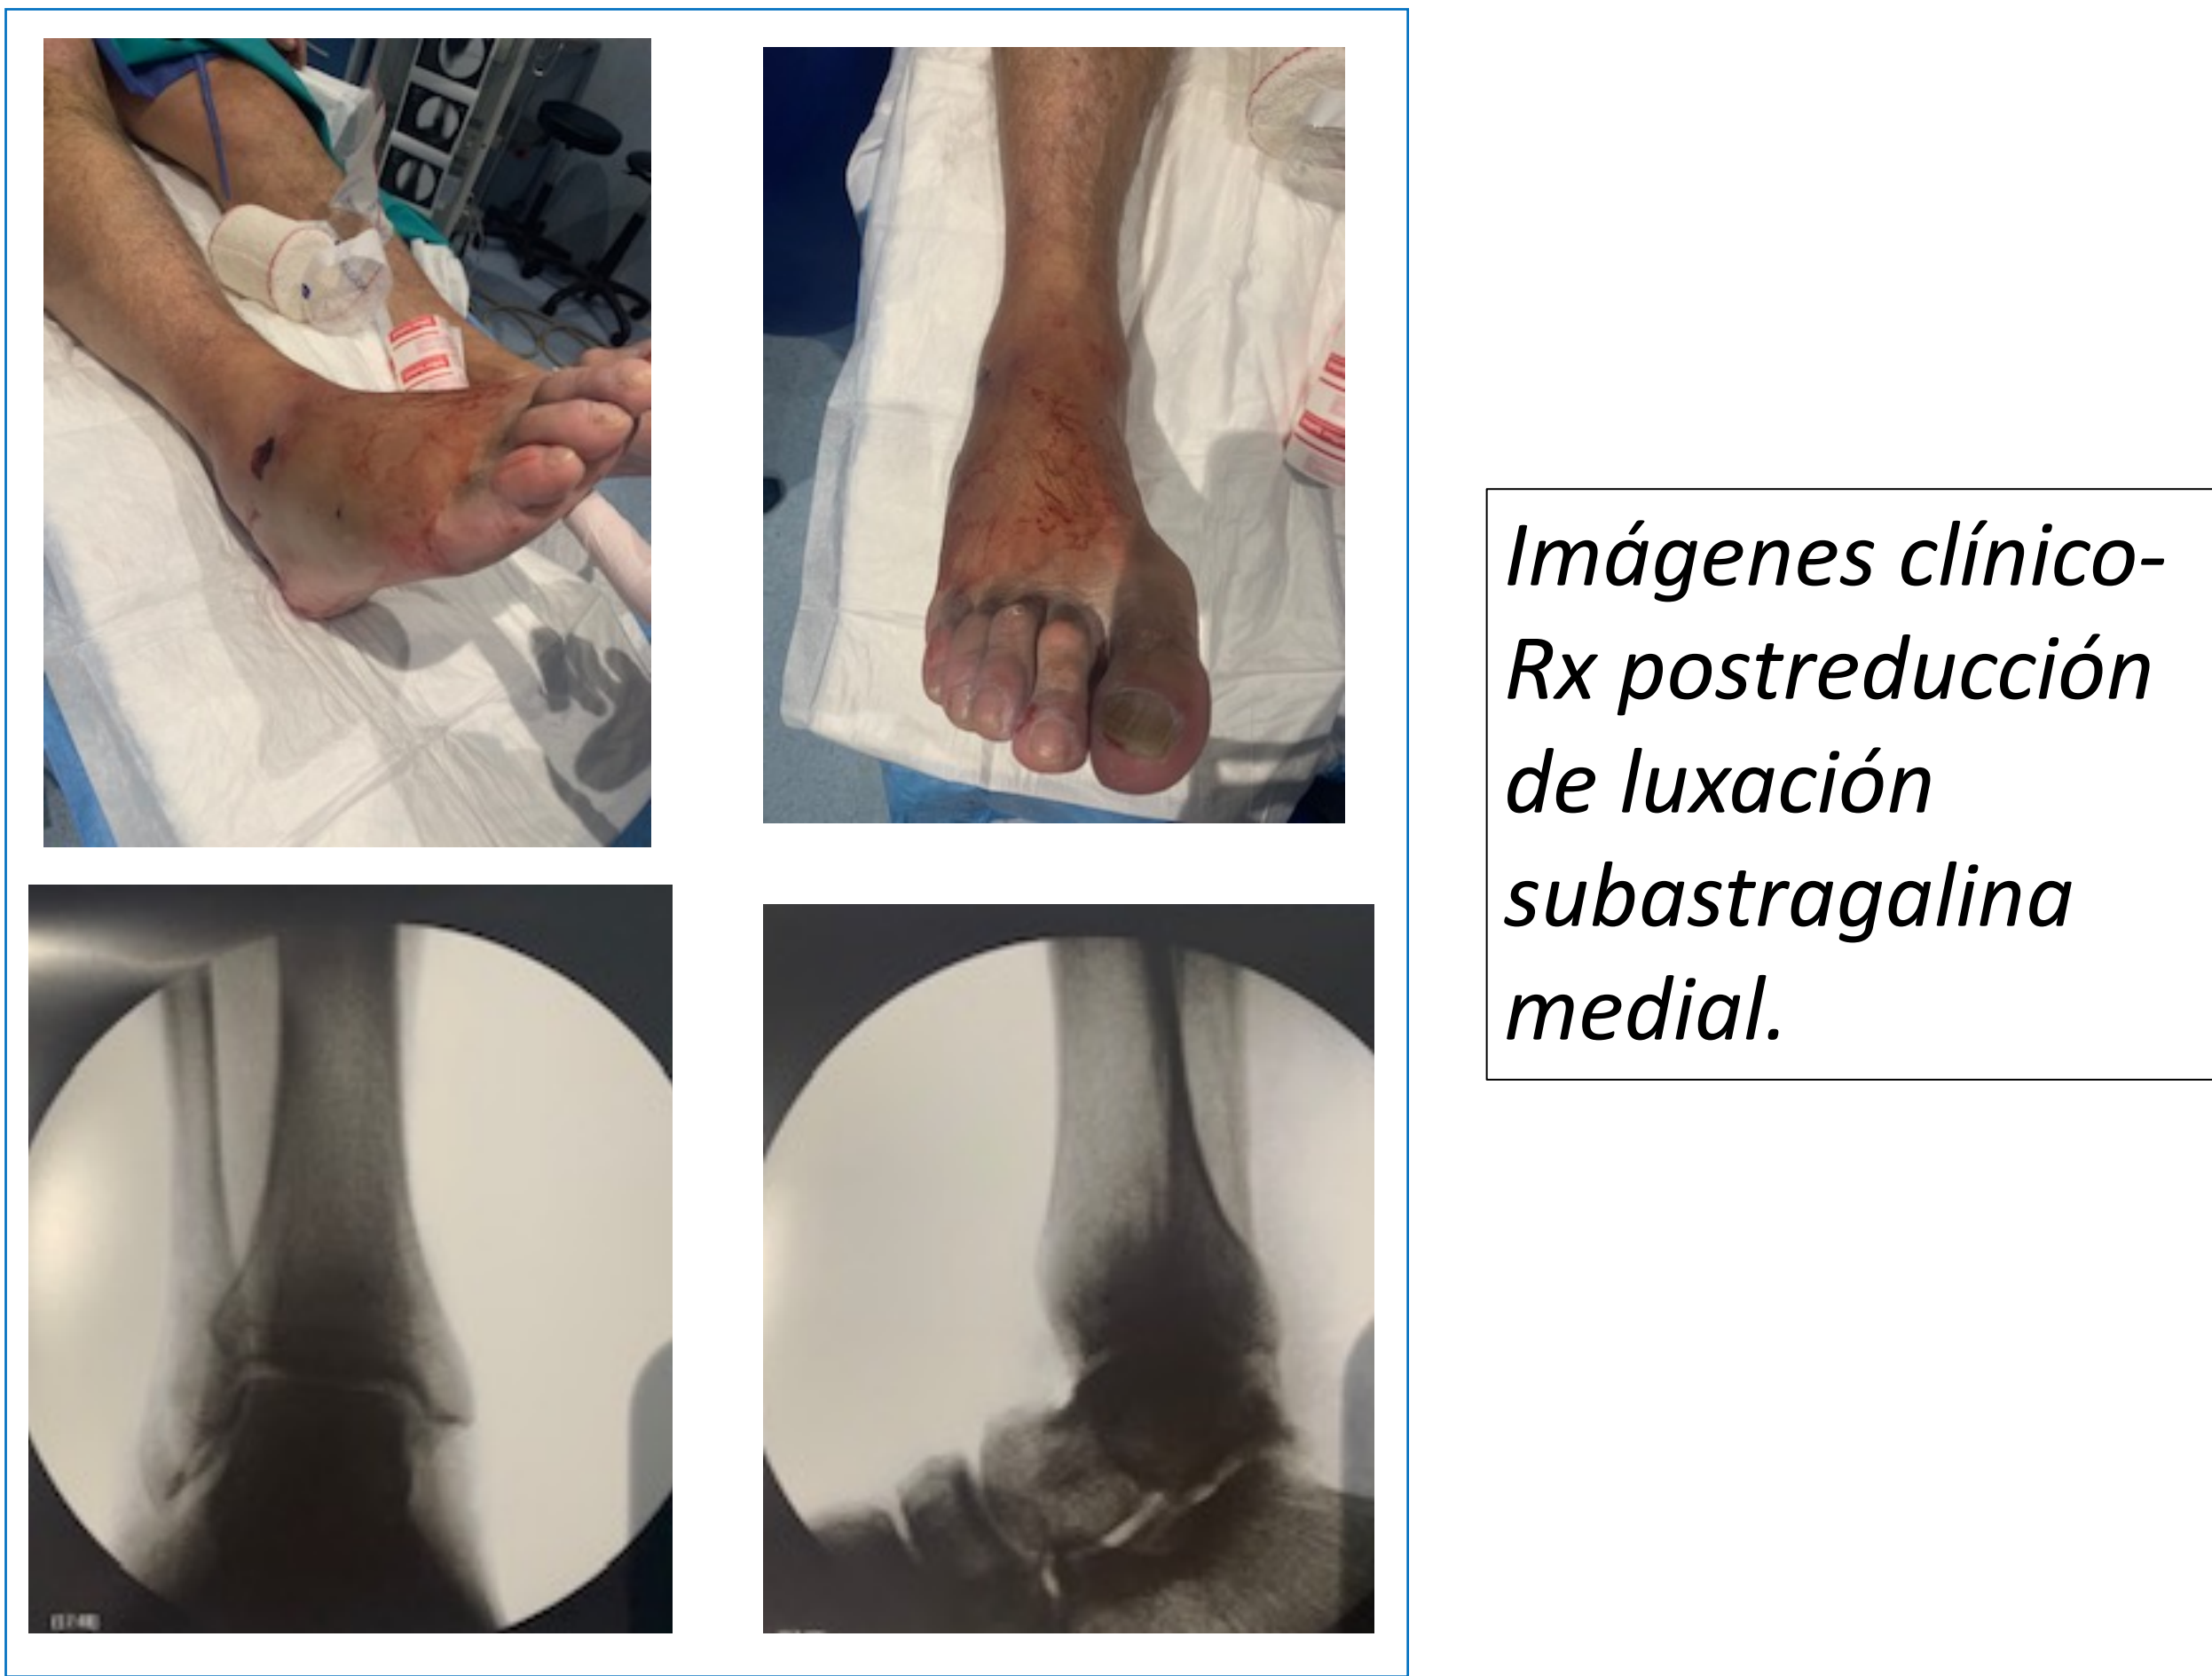 Imágenes clínico-
Rx postreducción
de luxación
subastragalina
medial.